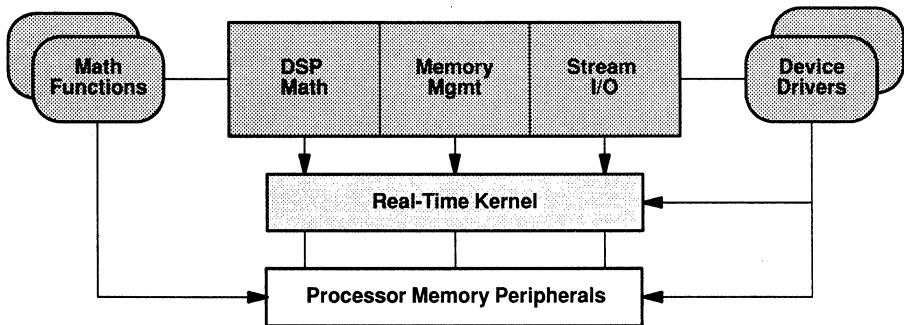 Math
Functions
DSP
Math
Memory
Mgmt
Stream
I/O
Device
Drivers
Real-Time Kernel
Processor Memory Peripherals